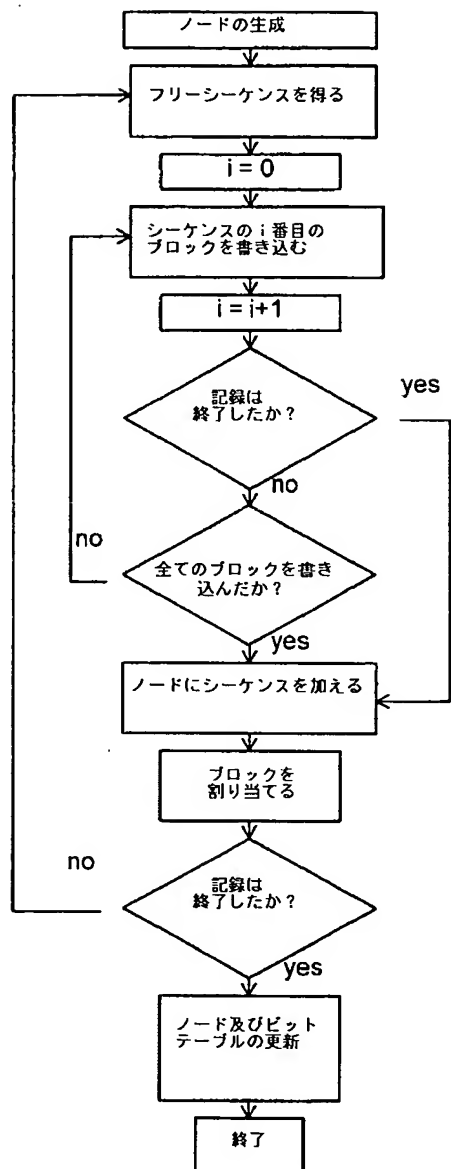 ノードの生成
フリーシーケンスを得る
i = 0
シーケンスの i 番目の
ブロックを書き込む
i = i+1
記録は
終了したか?
yes
no
全てのブロックを書き
込んだか?
no
yes
ノードにシーケンスを加える
ブロックを
割り当てる
記録は
終了したか?
no
yes
ノード及びビット
テーブルの更新
終了